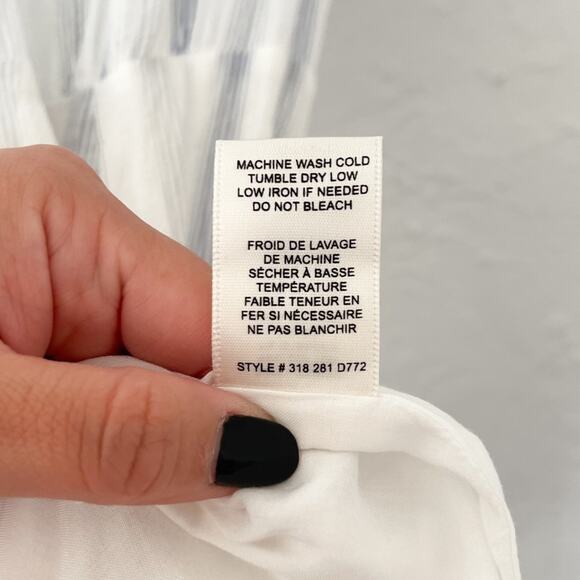 MACHINE WASH COLD
TUMBLE DRY LOW
LOW IRON IF NEEDED
DO NOT BLEACH
FROID DE LAVAGE
DE MACHINE
SÉCHER À BASSE
TEMPÉRATURE
FAIBLE TENEUR EN
FER SI NÉCESSAIRE
NE PAS BLANCHIR
STYLE # 318 281 D772